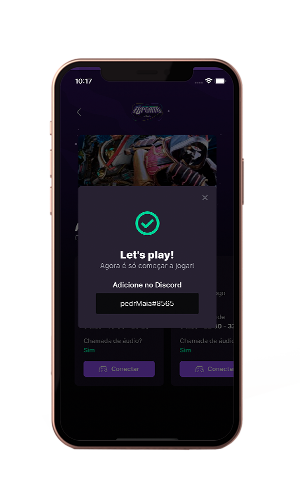 10:17
Let's play!
Agora é só começar a jogar!
Adicione no Discord
pedrMaia#8565
Chamada de áudio?
Chamada de áudio
Sim
Sim
Conectar
Conectar